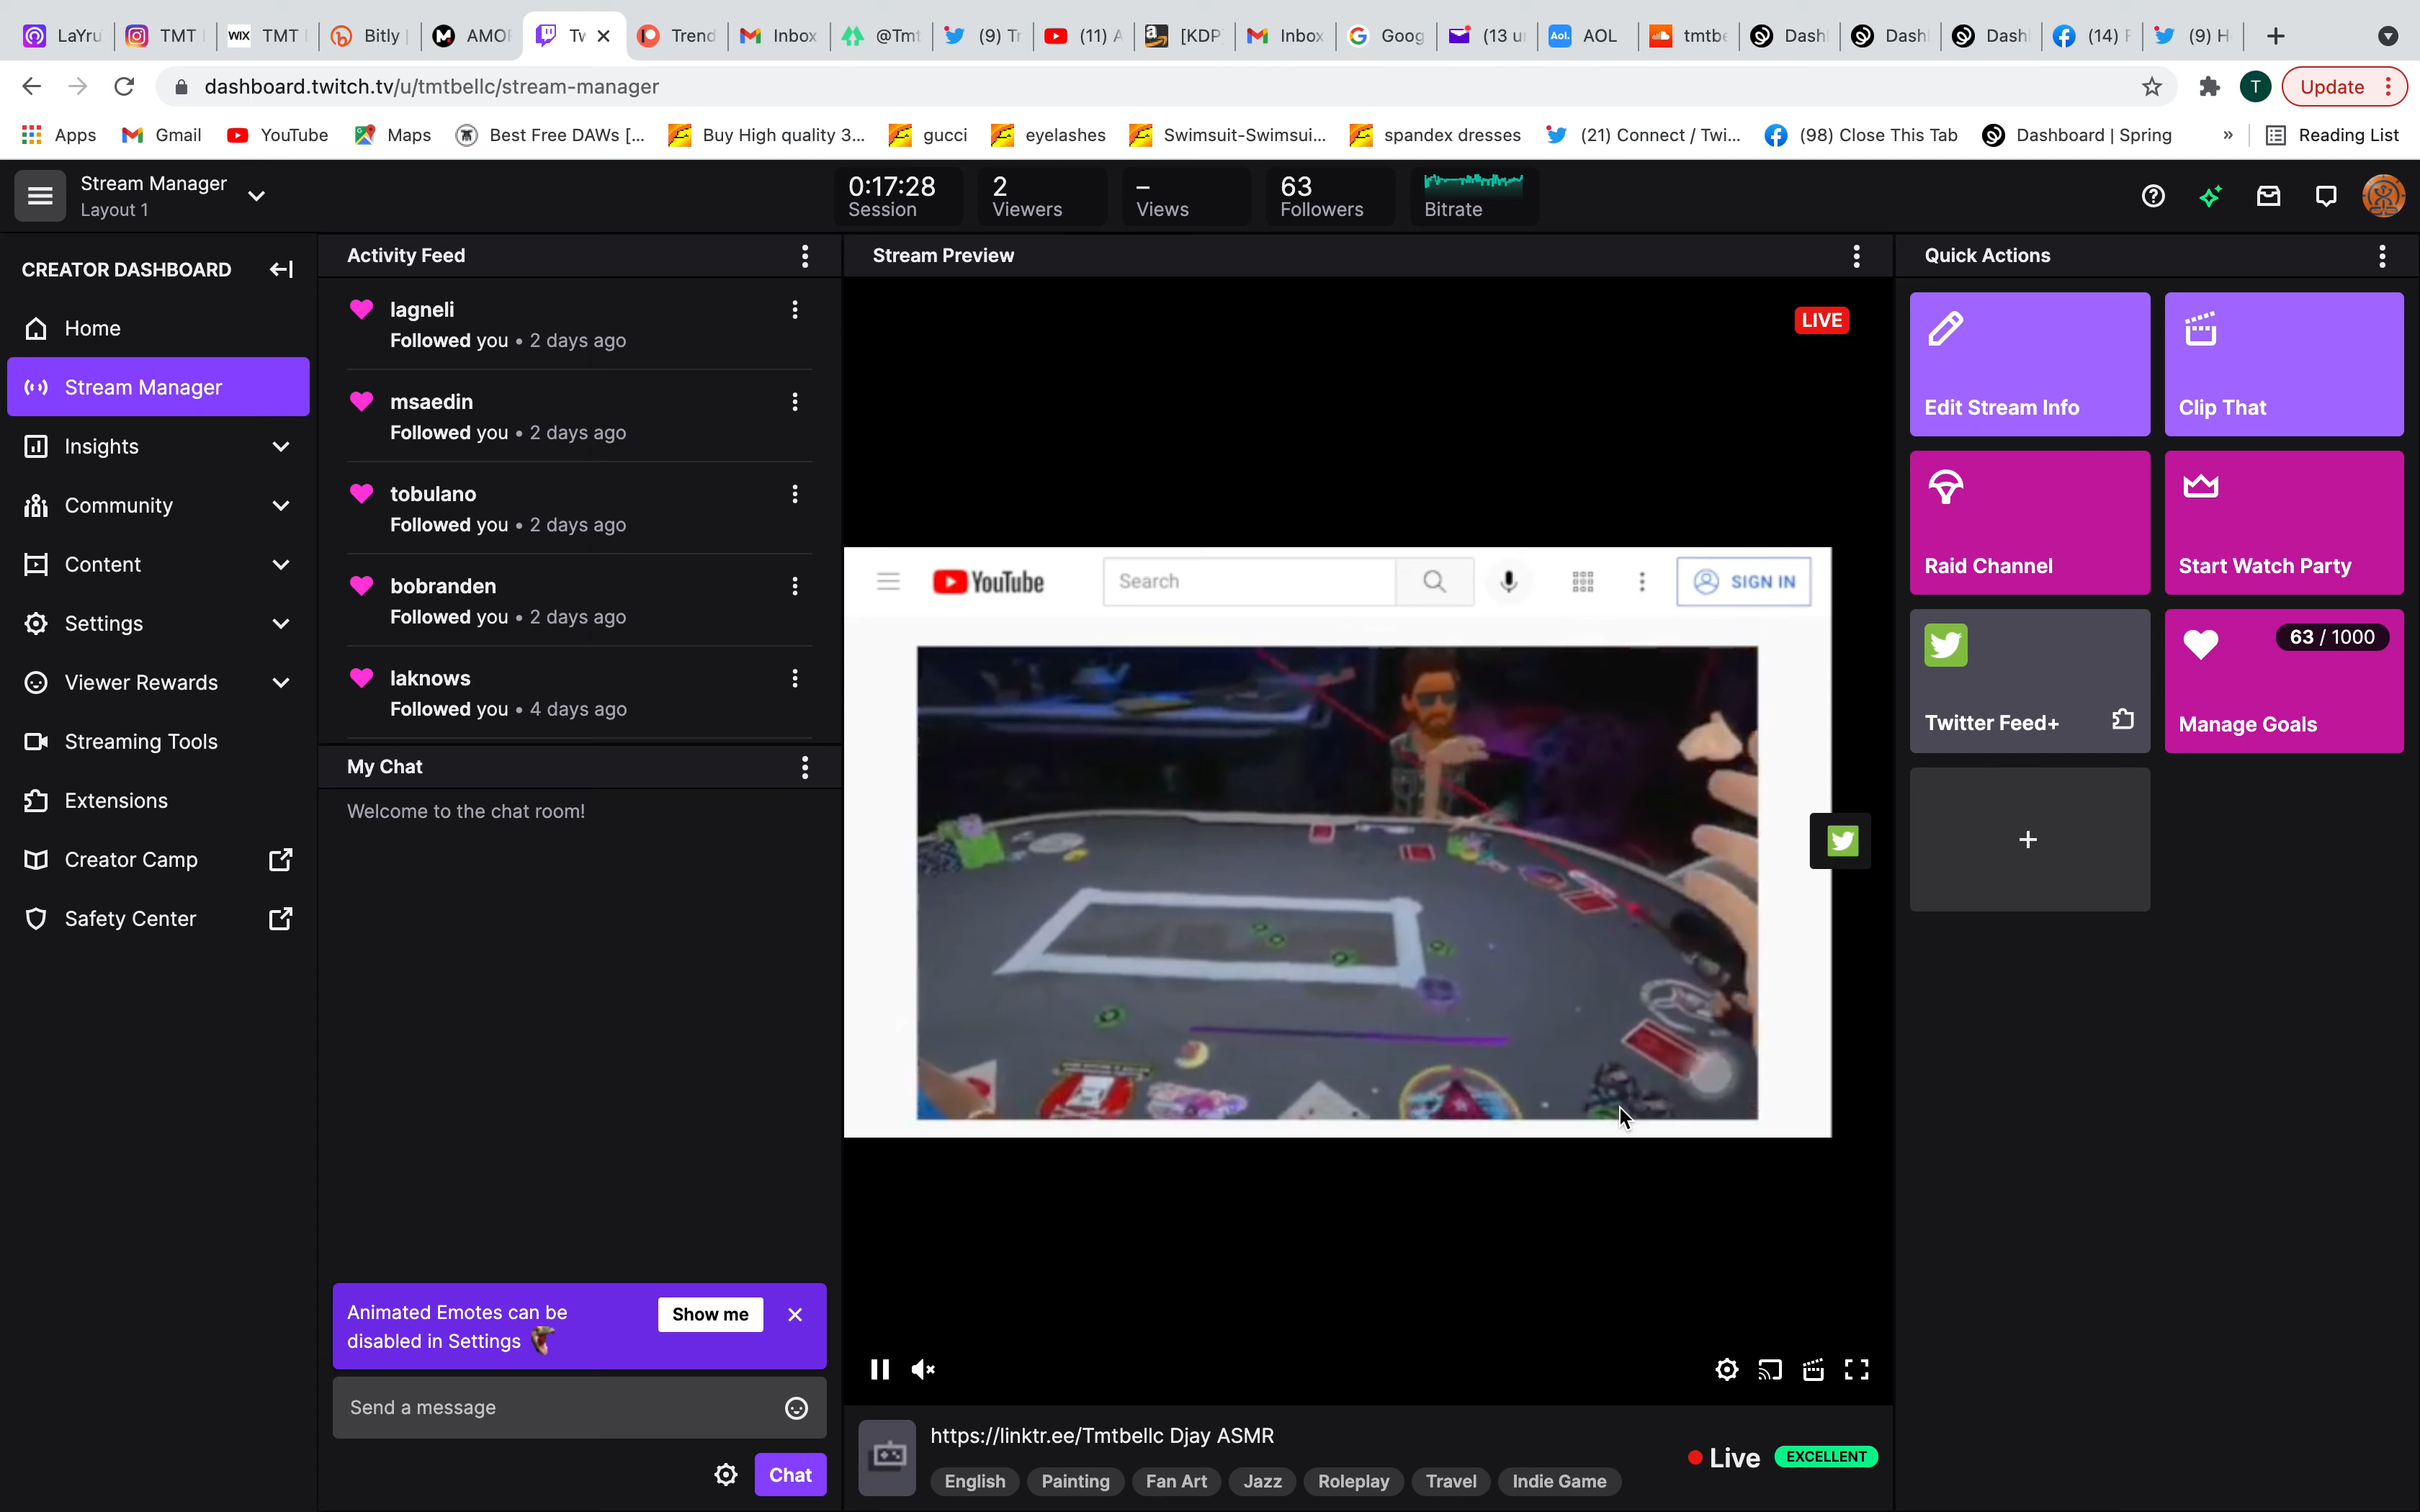 LaYru
TMT
WIX TMT
Bitly
AMOF
Tw
Trend
Inbox
@Tmt
(9) Tr
(11) A
[KDP
Inbox
Goog
(13 u
Aol. AOL
tmtbe
Dash
Dash
Dash
(14) F
(9) H
dashboard.twitch.tv/u/tmtbellc/stream-manager
T
Update
Apps
Gmail
YouTube
Maps
Best Free DAWs [...
Buy High quality 3...
gucci
eyelashes
Swimsuit-Swimsui...
spandex dresses
(21) Connect / Twi...
(98) Close This Tab
Dashboard | Spring
»
Reading List
Stream Manager
Layout 1
0:17:28
Session
2
Viewers
–
Views
63
Followers
Bitrate
CREATOR DASHBOARD
Home
Stream Manager
Insights
Community
Content
Settings
Viewer Rewards
Streaming Tools
Extensions
Creator Camp
Safety Center
Activity Feed
lagneli
Followed you • 2 days ago
msaedin
Followed you • 2 days ago
tobulano
Followed you • 2 days ago
bobranden
Followed you • 2 days ago
laknows
Followed you • 4 days ago
My Chat
Welcome to the chat room!
Animated Emotes can be
disabled in Settings
Show me
Send a message
Chat
Stream Preview
LIVE
YouTube
Search
SIGN IN
https://linktr.ee/Tmtbellc Djay ASMR
English
Painting
Fan Art
Jazz
Roleplay
Travel
Indie Game
Live
EXCELLENT
Quick Actions
Edit Stream Info
Clip That
Raid Channel
Start Watch Party
Twitter Feed+
63 / 1000
Manage Goals
+